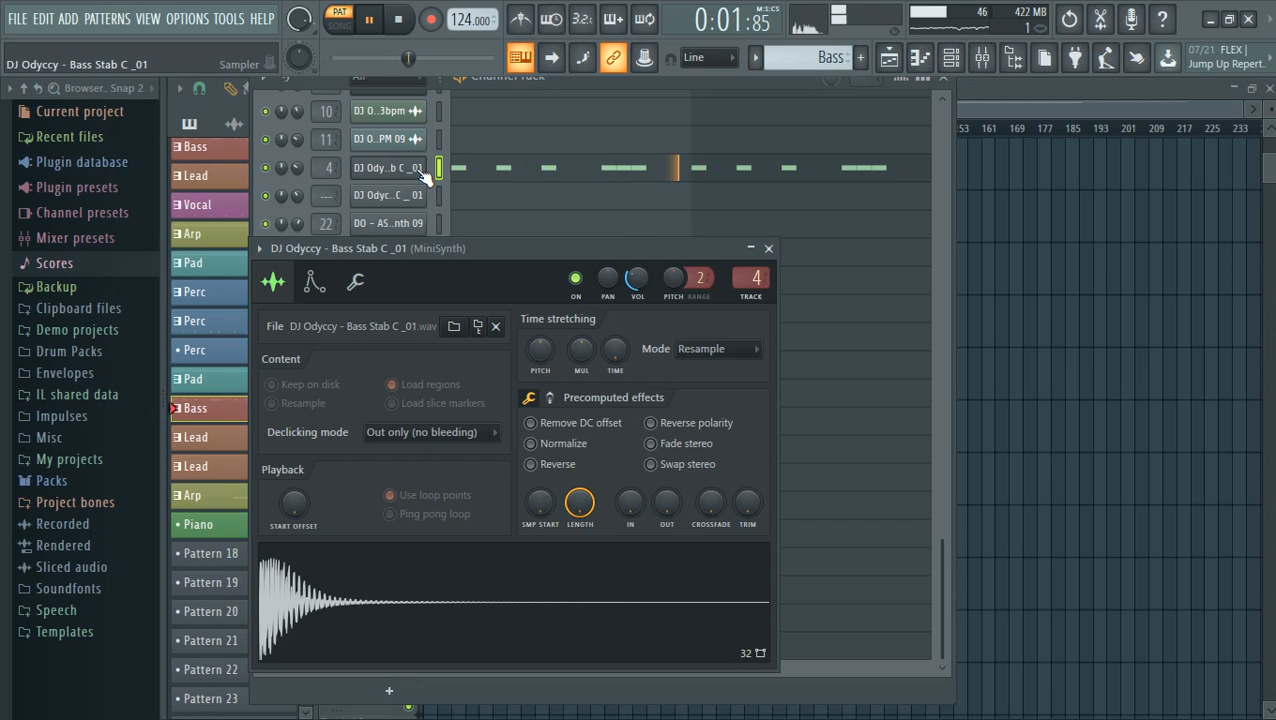 FILE EDIT ADD PATTERNS VIEW OPTIONS TOOLS HELP
PAT
SONG
124.000
3.2
M:S:CS
0:01:85
46
422 MB
1
DJ Odyccy - Bass Stab C _01
Sampler
Line
Bass
07/21 FLEX |
Jump Up Repert..
Browser.. Snap 2
All
Channel rack
Current project
Recent files
Plugin database
Plugin presets
Channel presets
Mixer presets
Scores
Backup
Clipboard files
Demo projects
Drum Packs
Envelopes
IL shared data
Impulses
Misc
My projects
Packs
Project bones
Recorded
Rendered
Sliced audio
Soundfonts
Speech
Templates
Bass
Lead
Vocal
Arp
Pad
Perc
Perc
Perc
Pad
Bass
Lead
Lead
Arp
Piano
Pattern 18
Pattern 19
Pattern 20
Pattern 21
Pattern 22
Pattern 23
10 DJ O..3bpm
11 DJ O..PM 09
4 DJ Ody..b C _01
--- DJ Odyc..C _ 01
22 DO - AS..nth 09
153 161 169 177 185 193 201 209 217 225 233
DJ Odyccy - Bass Stab C _01 (MiniSynth)
ON PAN VOL PITCH 2 RANGE 4 TRACK
File DJ Odyccy - Bass Stab C _01.wav
Content
Keep on disk
Load regions
Resample
Load slice markers
Declicking mode Out only (no bleeding)
Playback
Use loop points
Ping pong loop
START OFFSET
Time stretching
PITCH MUL TIME
Mode Resample
Precomputed effects
Remove DC offset
Reverse polarity
Normalize
Fade stereo
Reverse
Swap stereo
SMP START LENGTH IN OUT CROSSFADE TRIM
32